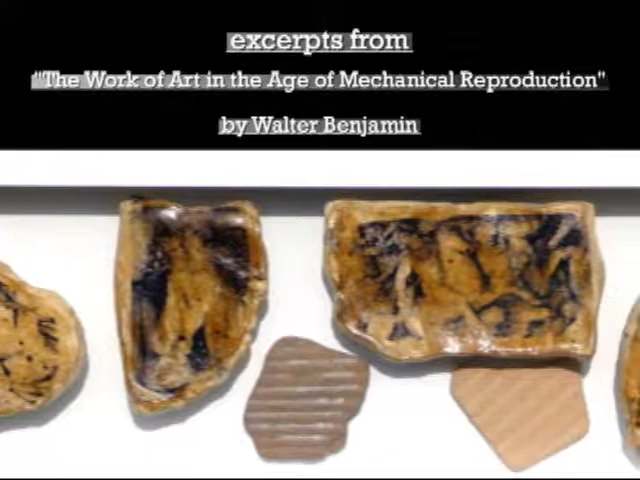 excerpts from
"The Work of Art in the Age of Mechanical Reproduction"
by Walter Benjamin